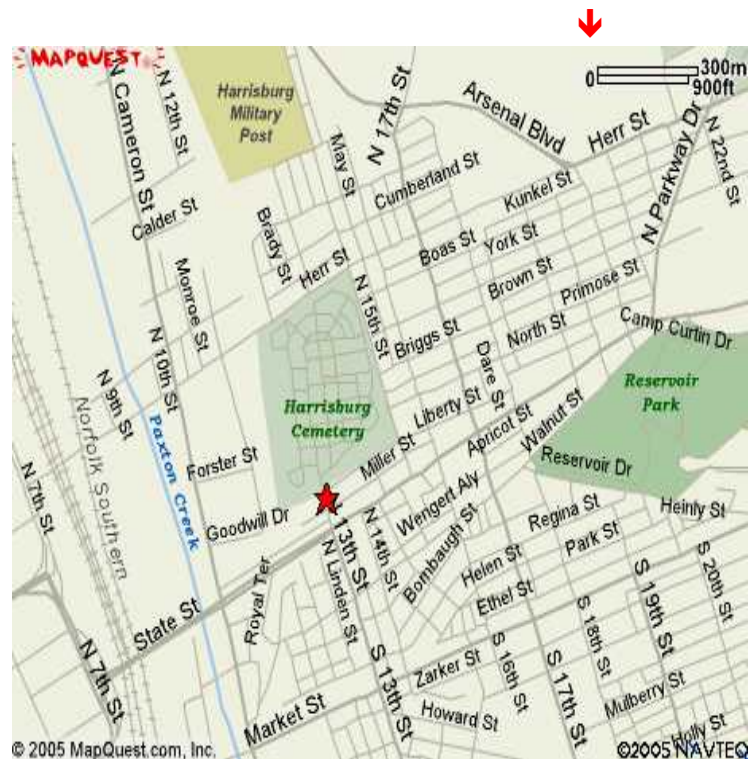 MAPQUEST
300m
0
900ft
N 12th St
N Cameron St
Harrisburg
Military
Post
N 17th St
Arsenal Blvd
Herr St
N 22nd St
N Parkway Dr
May St
Cumberland St
Kunkel St
Calder St
Brady St
Boas St
York St
Herr St
Monroe St
N 15th St
Brown St
Primose St
N 10th St
Briggs St
North St
Camp Curtin Dr
N 9th St
Dare St
Reservoir
Park
Norfolk Southern
Harrisburg
Cemetery
Liberty St
Paxton Creek
Apricot St
Walnut St
Miller St
Forster St
Reservoir Dr
N 7th St
Wengert Aly
Goodwill Dr
Regina St
Heinly St
N 14th St
13th St
Bombaugh St
Park St
N Linden St
Helen St
Royal Ter
Ethel St
S 20th St
State St
S 19th St
S 18th St
N 7th St
S 16th St
S 13th St
Zarker St
S 17th St
Mulberry St
Market St
Howard St
Holly St
© 2005 MapQuest.com, Inc.
©2005 NAVTEQ